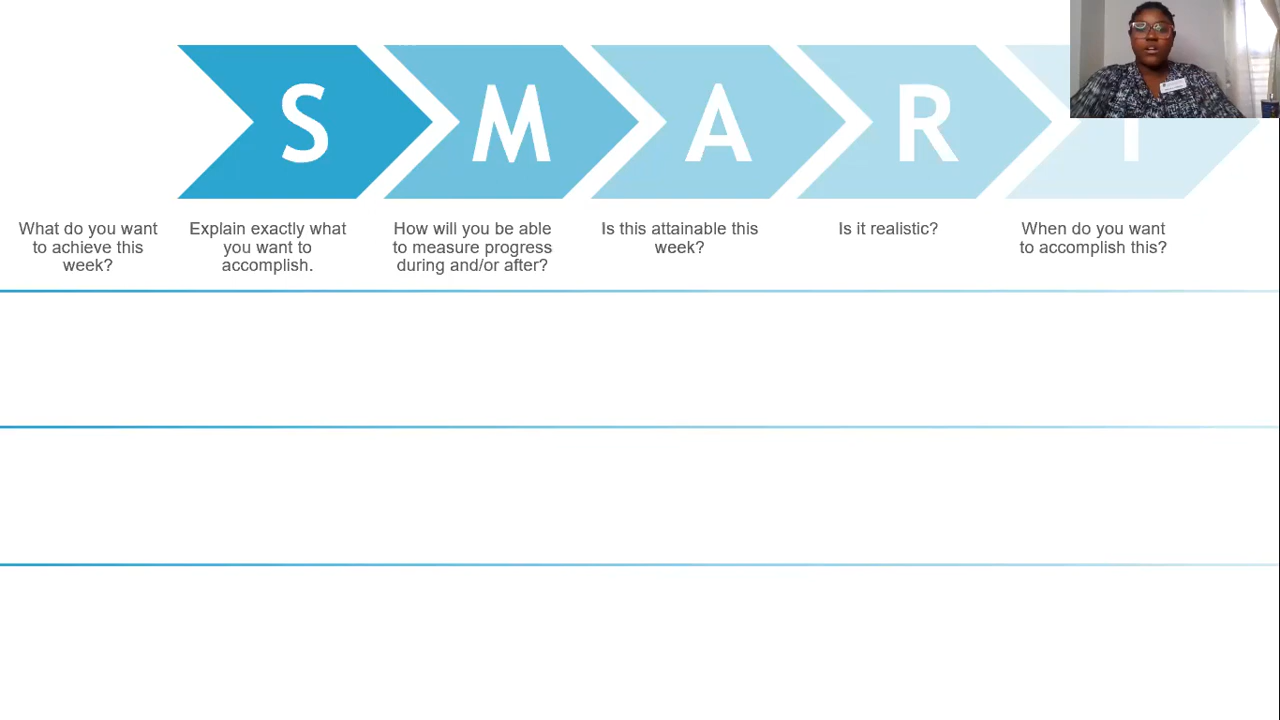 S M A R T
What do you want
to achieve this
week?
Explain exactly what
you want to
accomplish.
How will you be able
to measure progress
during and/or after?
Is this attainable this
week?
Is it realistic?
When do you want
to accomplish this?